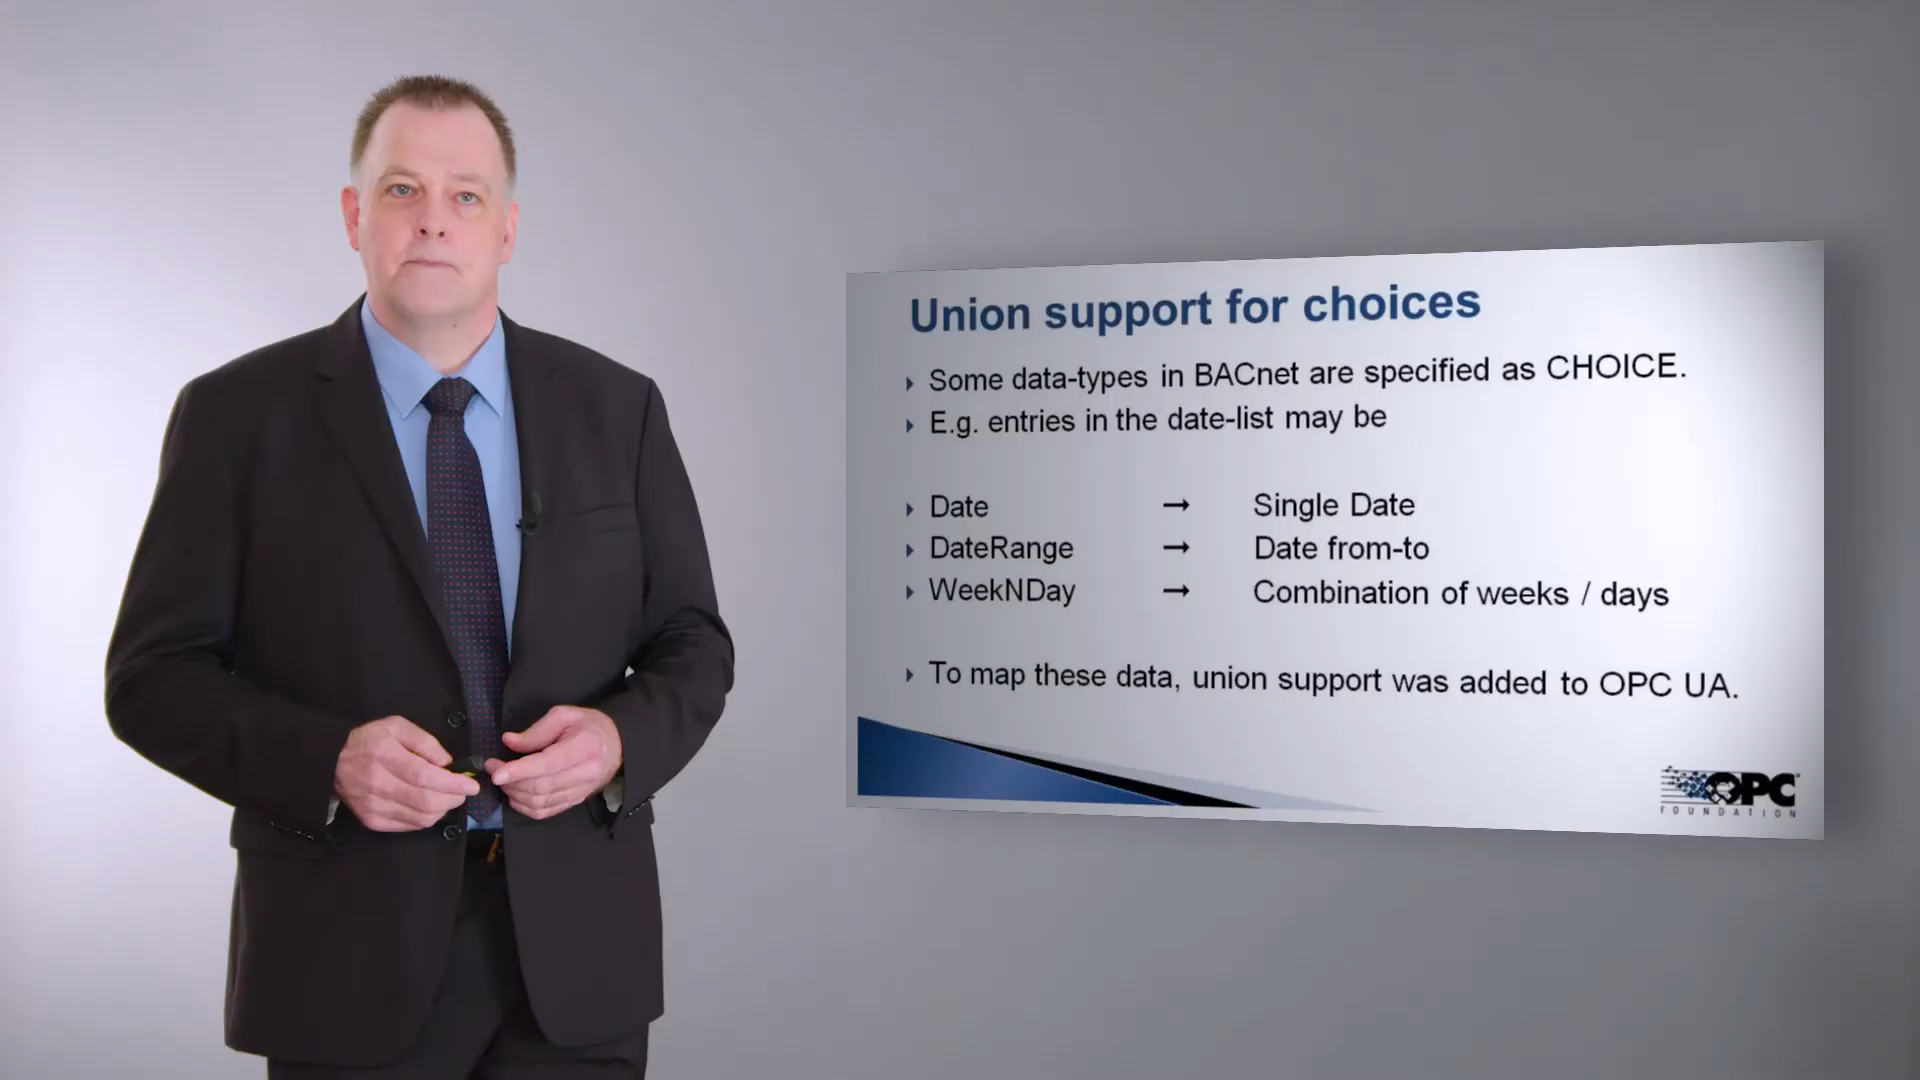 Union support for choices
Some data-types in BACnet are specified as CHOICE.
E.g. entries in the date-list may be
Date → Single Date
DateRange → Date from-to
WeekNDay → Combination of weeks / days
To map these data, union support was added to OPC UA.
OPC
FOUNDATION